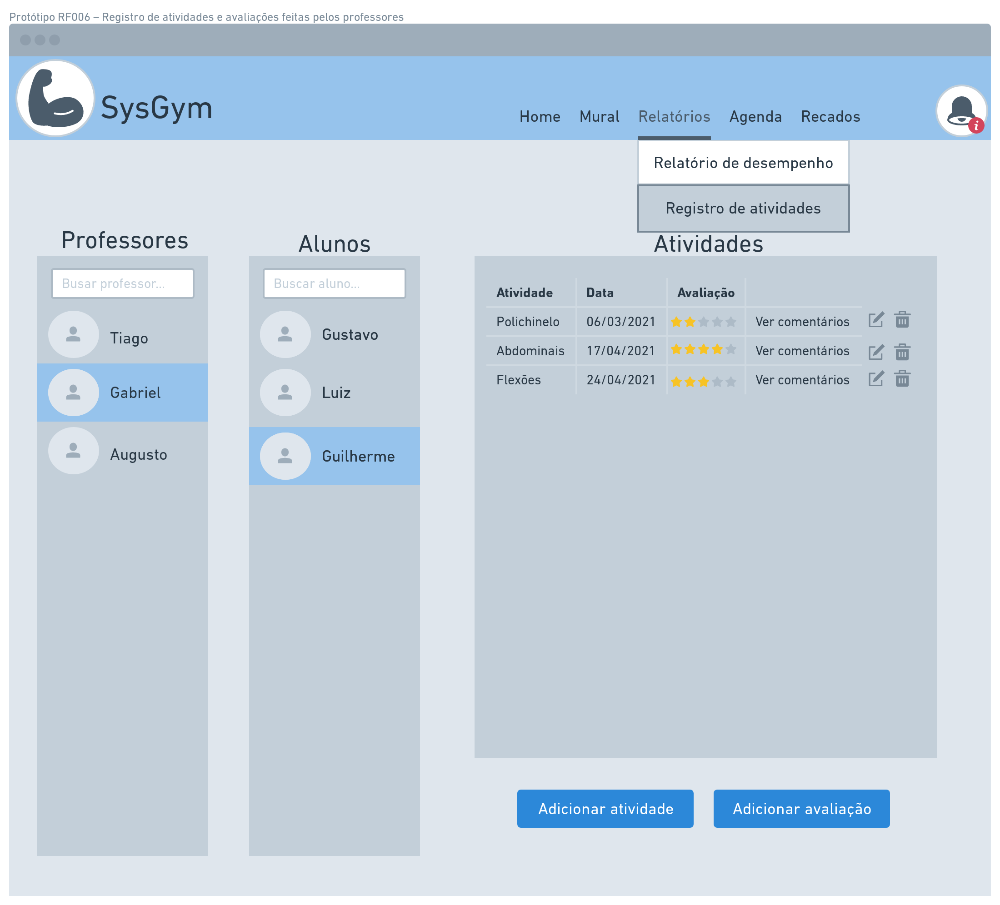 Protótipo RF006 – Registro de atividades e avaliações feitas pelos professores
SysGym
Home Mural Relatórios Agenda Recados
i
Relatório de desempenho
Registro de atividades
Professores
Busar professor...
Tiago
Gabriel
Augusto
Alunos
Buscar aluno...
Gustavo
Luiz
Guilherme
Atividades
Atividade Data Avaliação
Polichinelo 06/03/2021 Ver comentários
Abdominais 17/04/2021 Ver comentários
Flexões 24/04/2021 Ver comentários
Adicionar atividade Adicionar avaliação